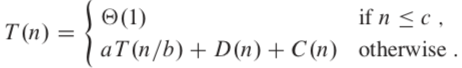 T(n) = { Θ(1) if n ≤ c ,
aT(n/b) + D(n) + C(n) otherwise .